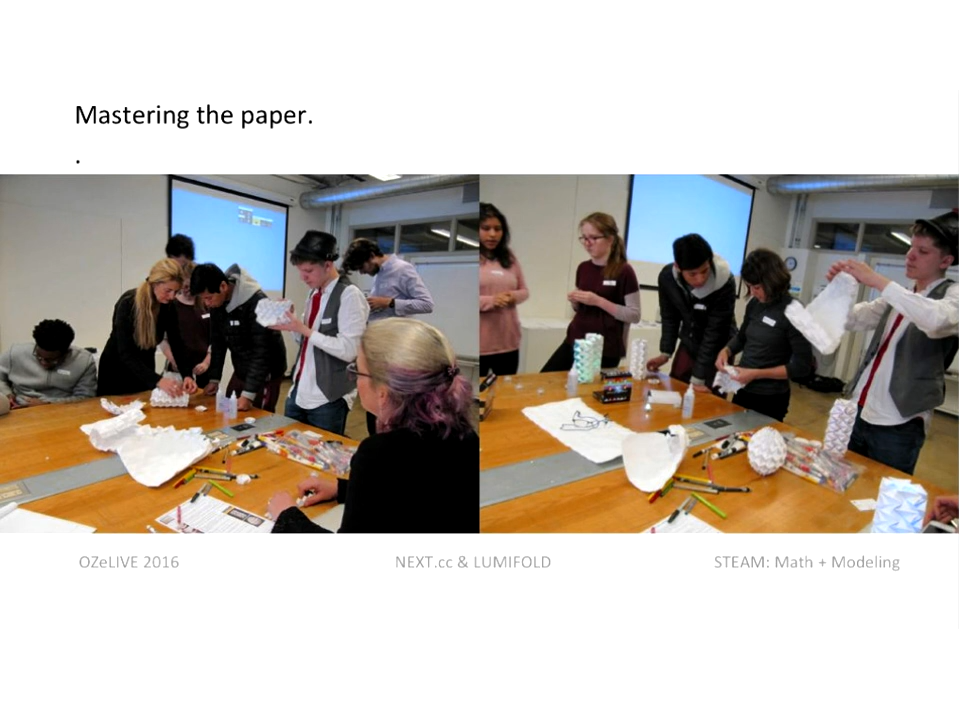 Mastering the paper.
.
OZeLIVE 2016
NEXT.cc & LUMIFOLD
STEAM: Math + Modeling